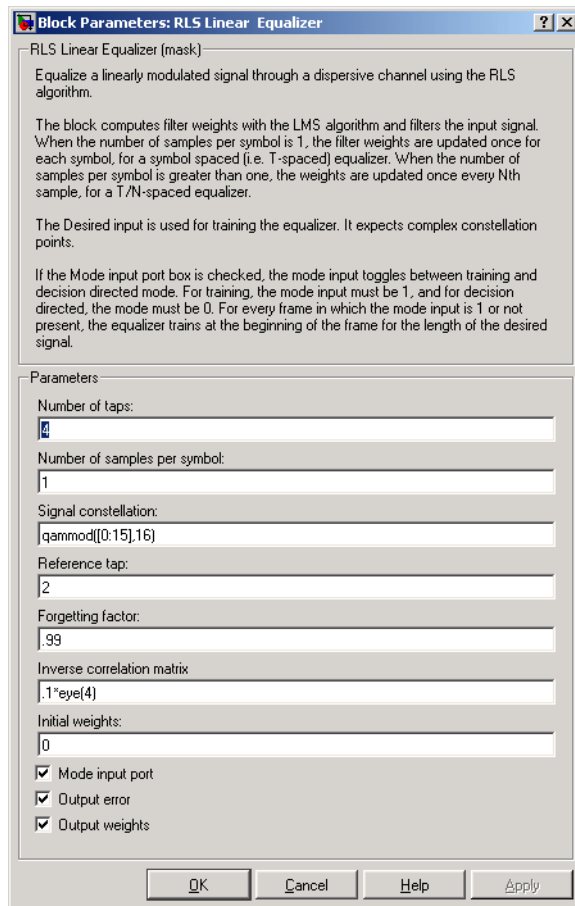 Block Parameters: RLS Linear Equalizer
RLS Linear Equalizer (mask)
Equalize a linearly modulated signal through a dispersive channel using the RLS
algorithm.
The block computes filter weights with the LMS algorithm and filters the input signal.
When the number of samples per symbol is 1, the filter weights are updated once for
each symbol, for a symbol spaced (i.e. T-spaced) equalizer. When the number of
samples per symbol is greater than one, the weights are updated once every Nth
sample, for a T/N-spaced equalizer.
The Desired input is used for training the equalizer. It expects complex constellation
points.
If the Mode input port box is checked, the mode input toggles between training and
decision directed mode. For training, the mode input must be 1, and for decision
directed, the mode must be 0. For every frame in which the mode input is 1 or not
present, the equalizer trains at the beginning of the frame for the length of the desired
signal.
Parameters
Number of taps:
4
Number of samples per symbol:
1
Signal constellation:
qammod([0:15],16)
Reference tap:
2
Forgetting factor:
.99
Inverse correlation matrix
.1*eye(4)
Initial weights:
0
Mode input port
Output error
Output weights
OK Cancel Help Apply